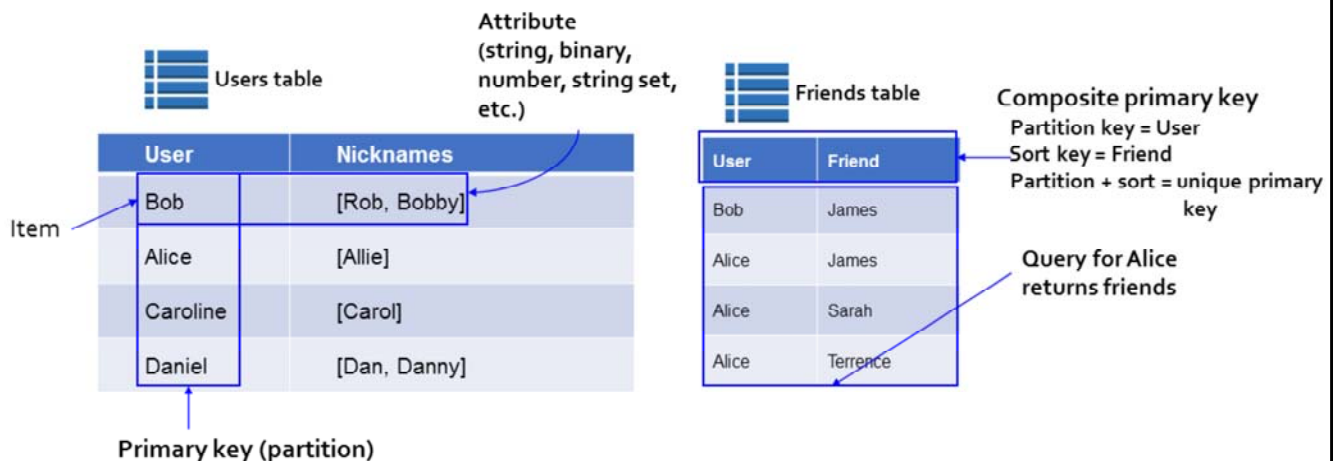 Attribute
(string, binary,
number, string set,
etc.)
Users table
Friends table
Composite primary key
Partition key = User
Sort key = Friend
Partition + sort = unique primary
key
User Nicknames
Bob [Rob, Bobby]
Alice [Allie]
Caroline [Carol]
Daniel [Dan, Danny]
Item
Primary key (partition)
User Friend
Bob James
Alice James
Alice Sarah
Alice Terrence
Query for Alice
returns friends